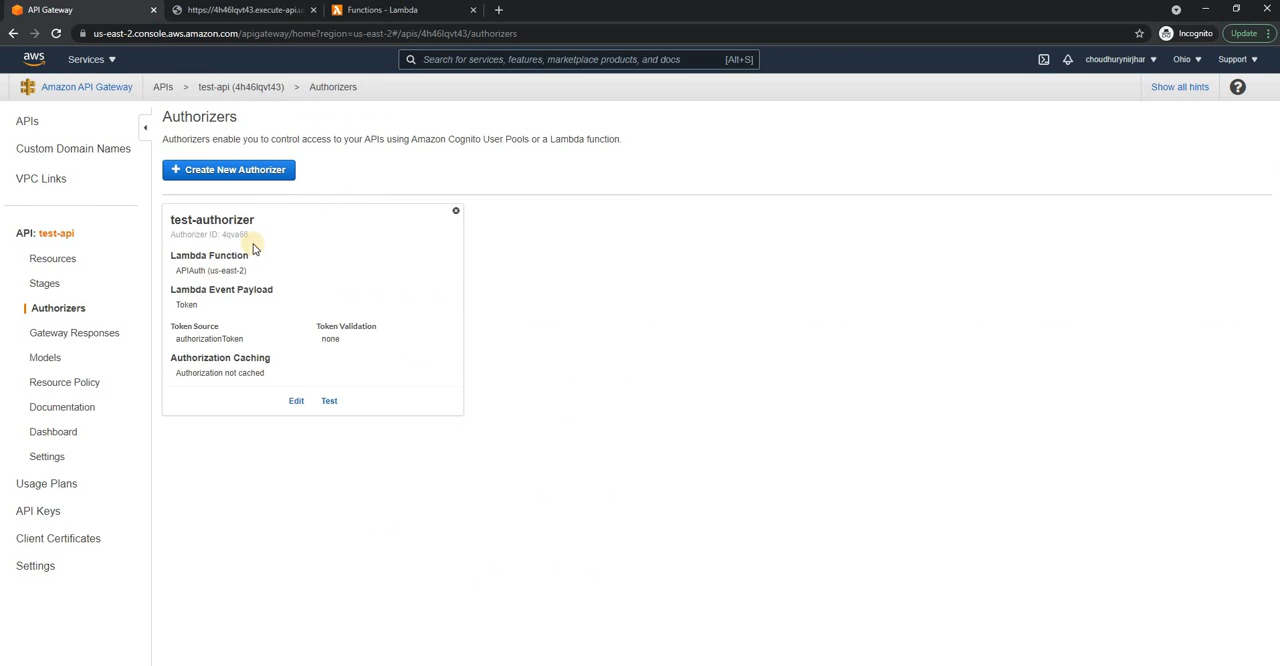 API Gateway
https://4h46lqvt43.execute-api.u
Functions - Lambda
us-east-2.console.aws.amazon.com/apigateway/home?region=us-east-2#/apis/4h46lqvt43/authorizers
Incognito
Update
aws
Services
Search for services, features, marketplace products, and docs
[Alt+S]
choudhurynirjhar
Ohio
Support
Amazon API Gateway
APIs > test-api (4h46lqvt43) > Authorizers
Show all hints
?
APIs
Custom Domain Names
VPC Links
API: test-api
Resources
Stages
Authorizers
Gateway Responses
Models
Resource Policy
Documentation
Dashboard
Settings
Usage Plans
API Keys
Client Certificates
Settings
Authorizers
Authorizers enable you to control access to your APIs using Amazon Cognito User Pools or a Lambda function.
+ Create New Authorizer
test-authorizer
Authorizer ID: 4qva66
Lambda Function
APIAuth (us-east-2)
Lambda Event Payload
Token
Token Source
Token Validation
authorizationToken
none
Authorization Caching
Authorization not cached
Edit
Test